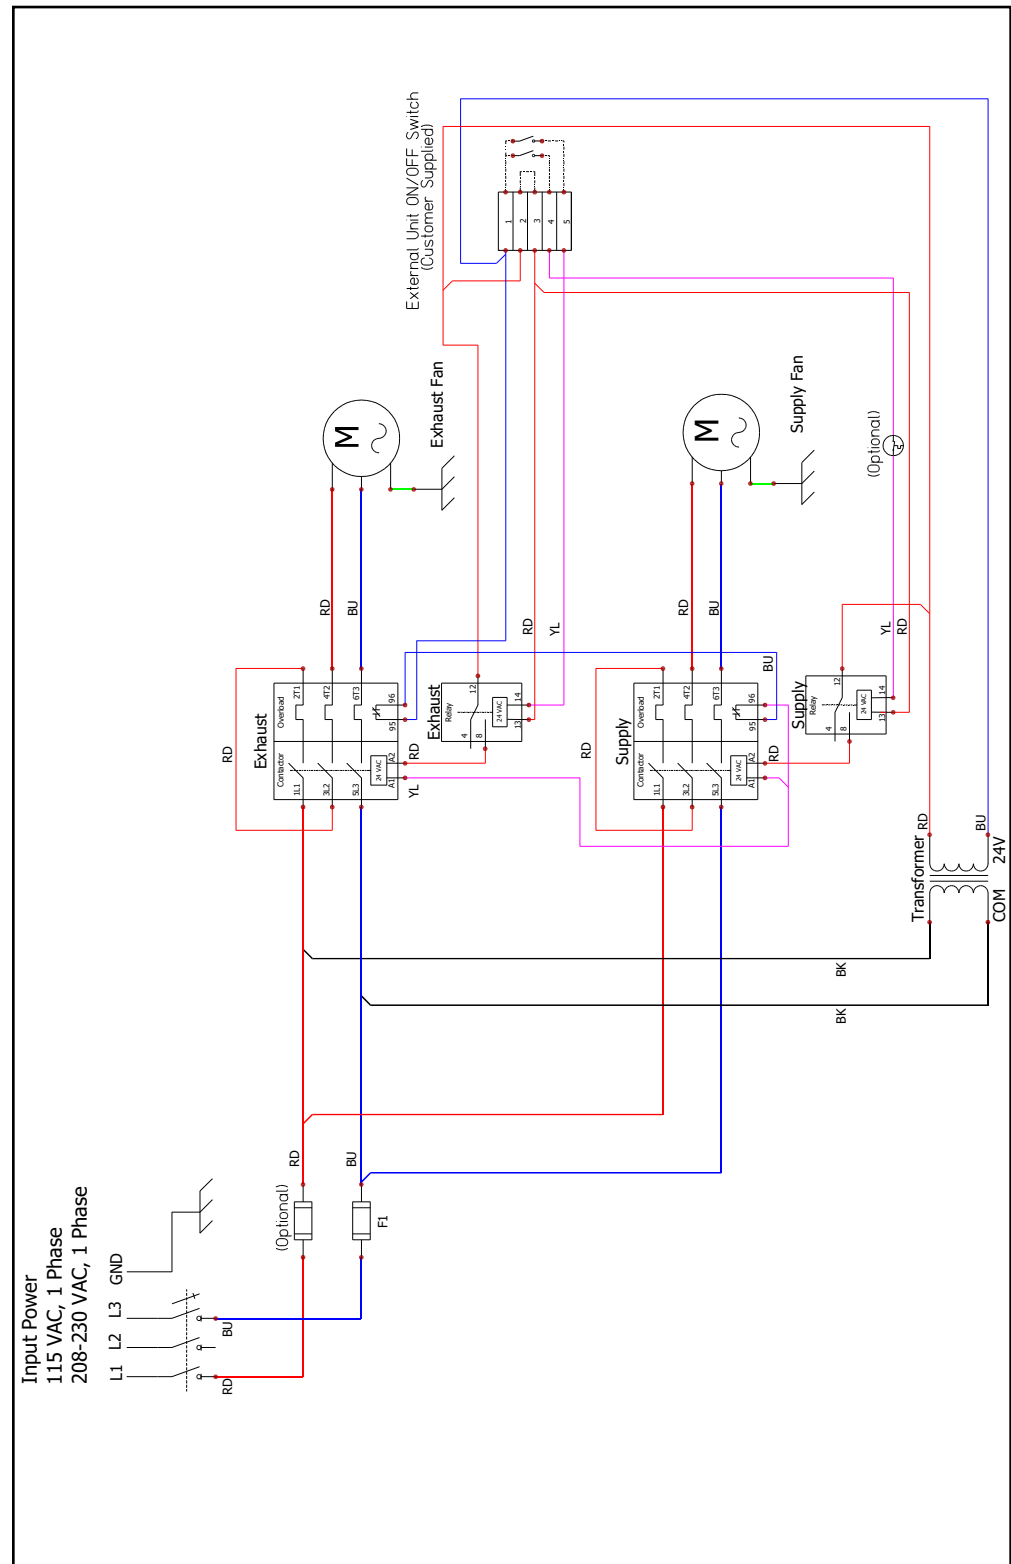 Input Power
115 VAC, 1 Phase
208-230 VAC, 1 Phase
L1
L2
L3
GND
RD
BU
(Optional)
F1
RD
BU
BK
BK
Transformer
COM
24V
RD
BU
Exhaust
RD
Contactor
Overload
1L1
3L2
5L3
2T1
4T2
6T3
24 VAC
A1
A2
95
96
YL
RD
RD
BU
Exhaust
Relay
4
8
12
24 VAC
13
14
RD
YL
M
Exhaust Fan
Supply
RD
Contactor
Overload
1L1
3L2
5L3
2T1
4T2
6T3
24 VAC
A1
A2
95
96
RD
BU
RD
BU
Supply
Relay
4
8
12
24 VAC
13
14
YL
RD
M
Supply Fan
(Optional)
External Unit ON/OFF Switch
(Customer Supplied)
1
2
3
4
5